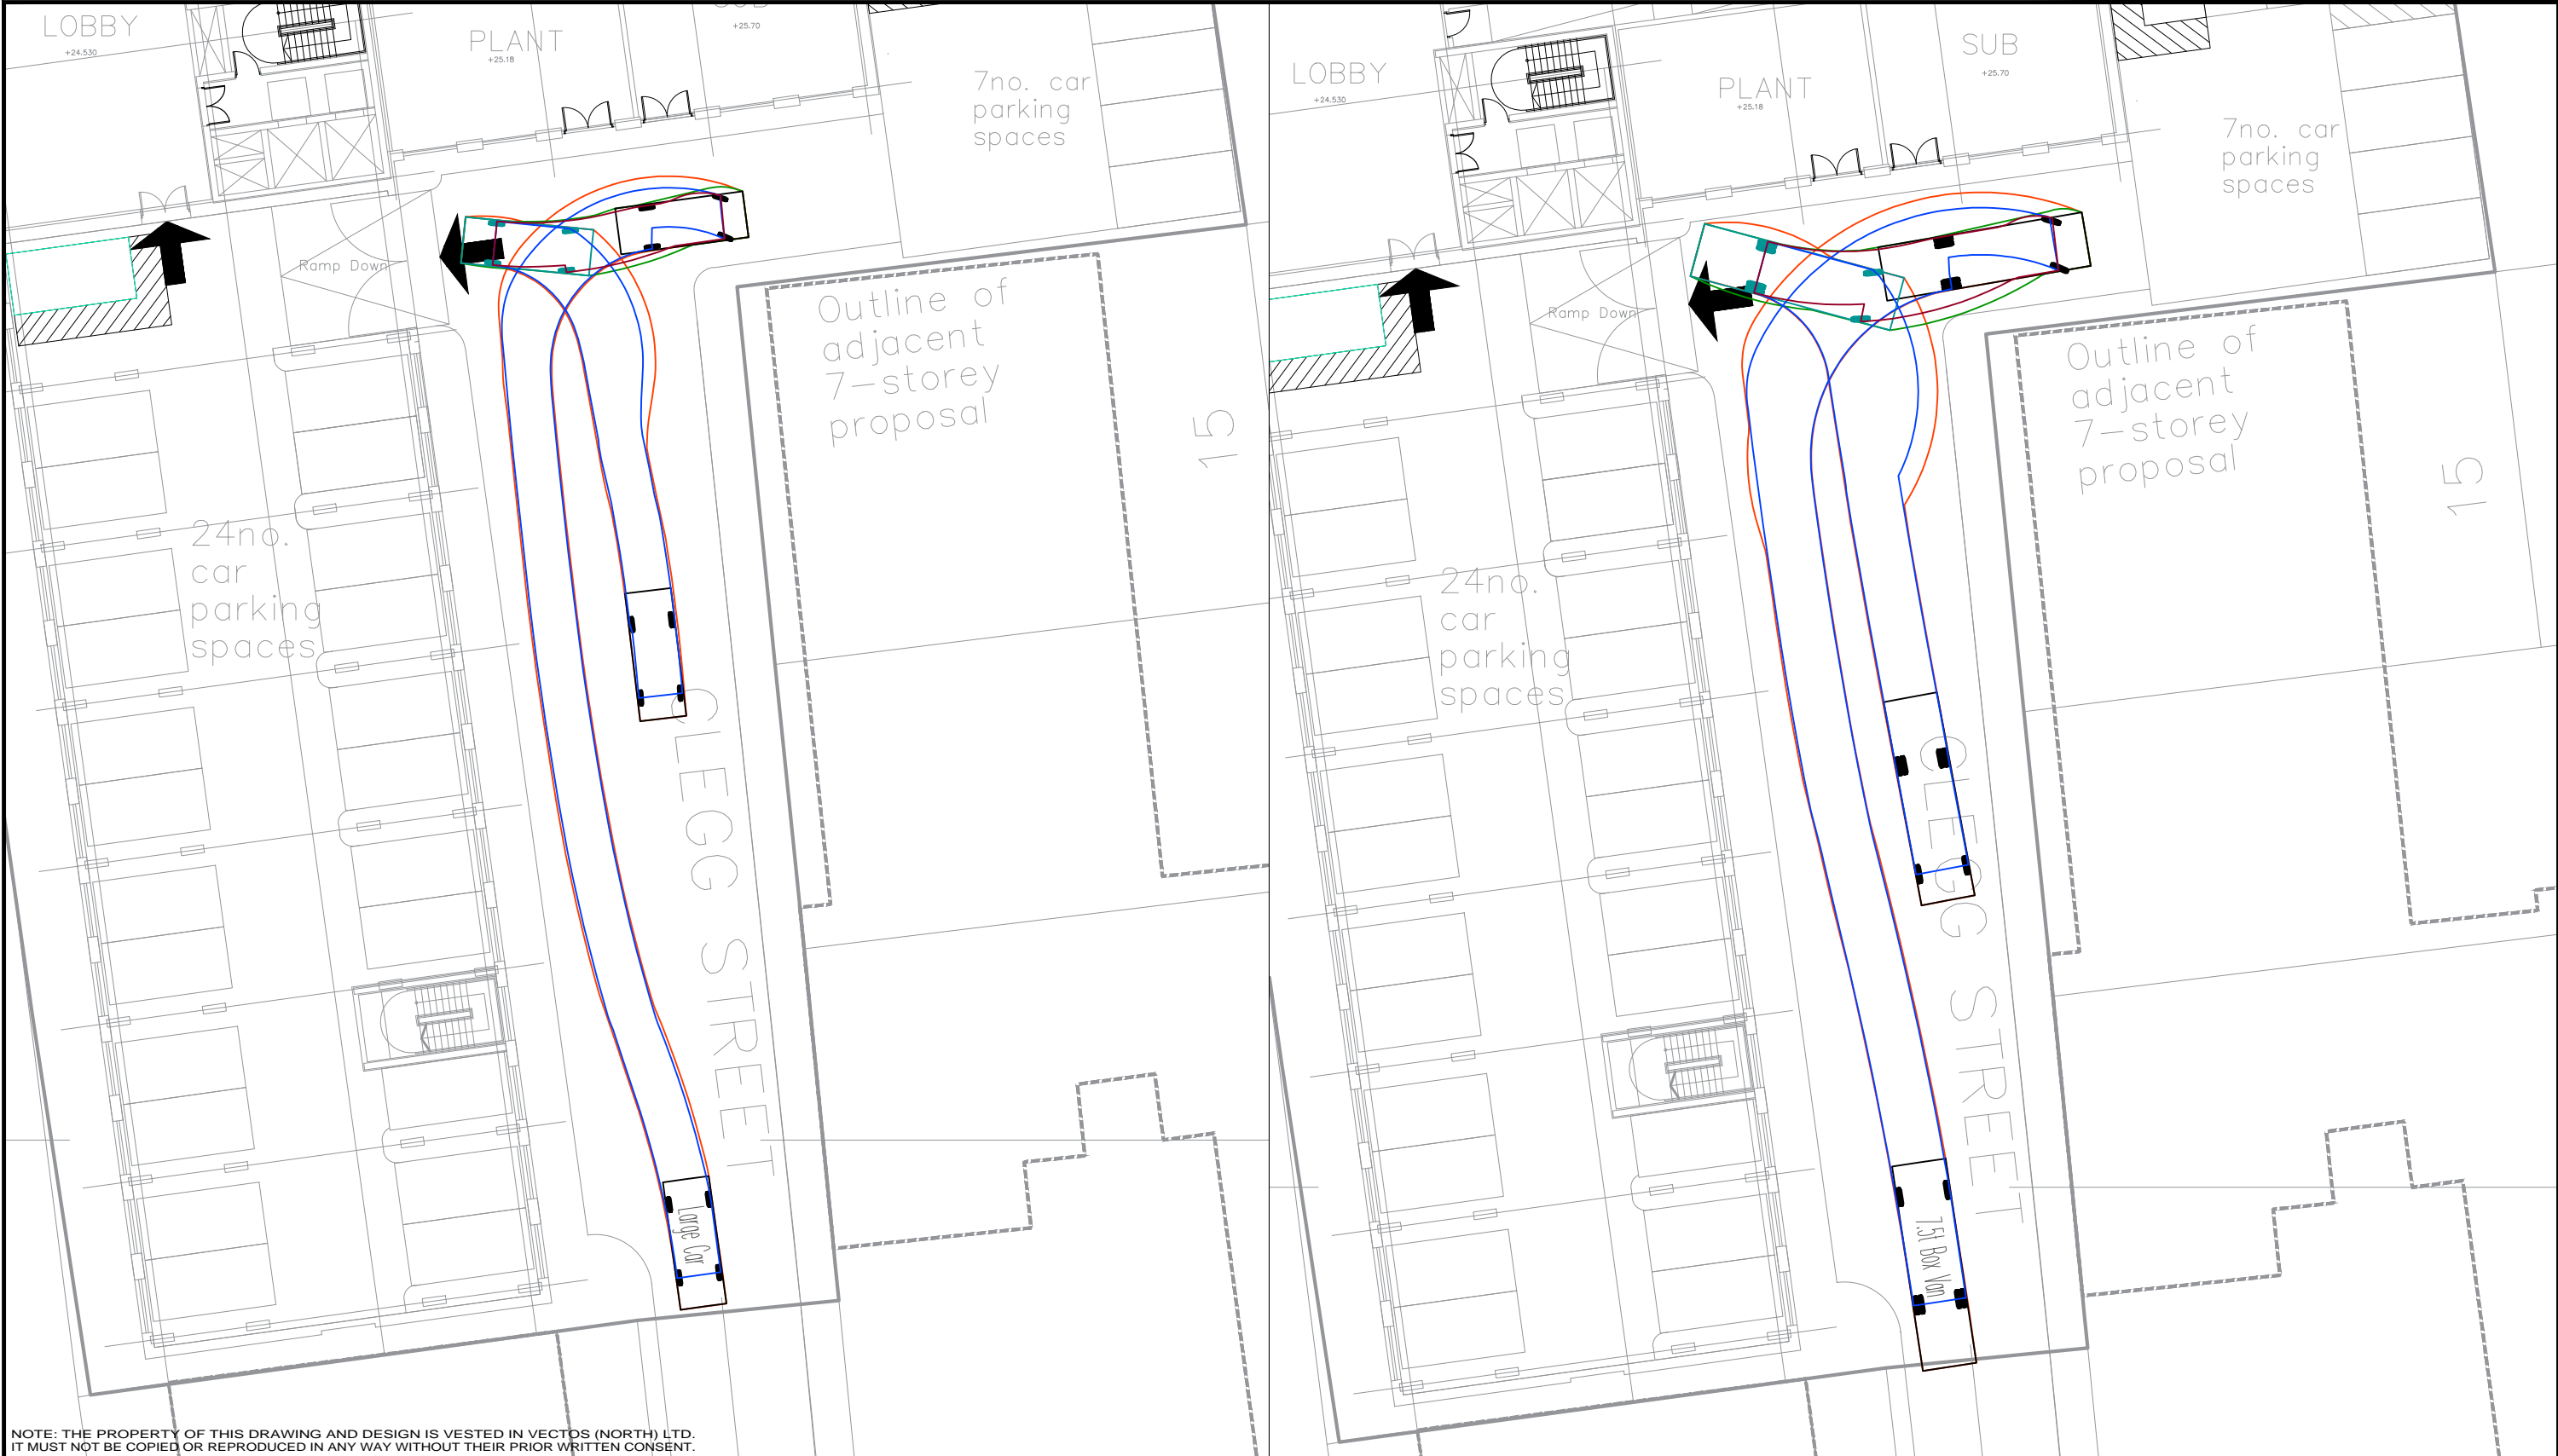 LOBBY
+24.530
PLANT
+25.18
+25.70
7no. car
parking
spaces
Ramp Down
Outline of
adjacent
7-storey
proposal
15
24no.
car
parking
spaces
CLEGG STREET
Large Car
NOTE: THE PROPERTY OF THIS DRAWING AND DESIGN IS VESTED IN VECTOS (NORTH) LTD.
IT MUST NOT BE COPIED OR REPRODUCED IN ANY WAY WITHOUT THEIR PRIOR WRITTEN CONSENT.
LOBBY
+24.530
PLANT
+25.18
SUB
+25.70
7no. car
parking
spaces
Ramp Down
Outline of
adjacent
7-storey
proposal
15
24no.
car
parking
spaces
CLEGG STREET
7.5t Box Van